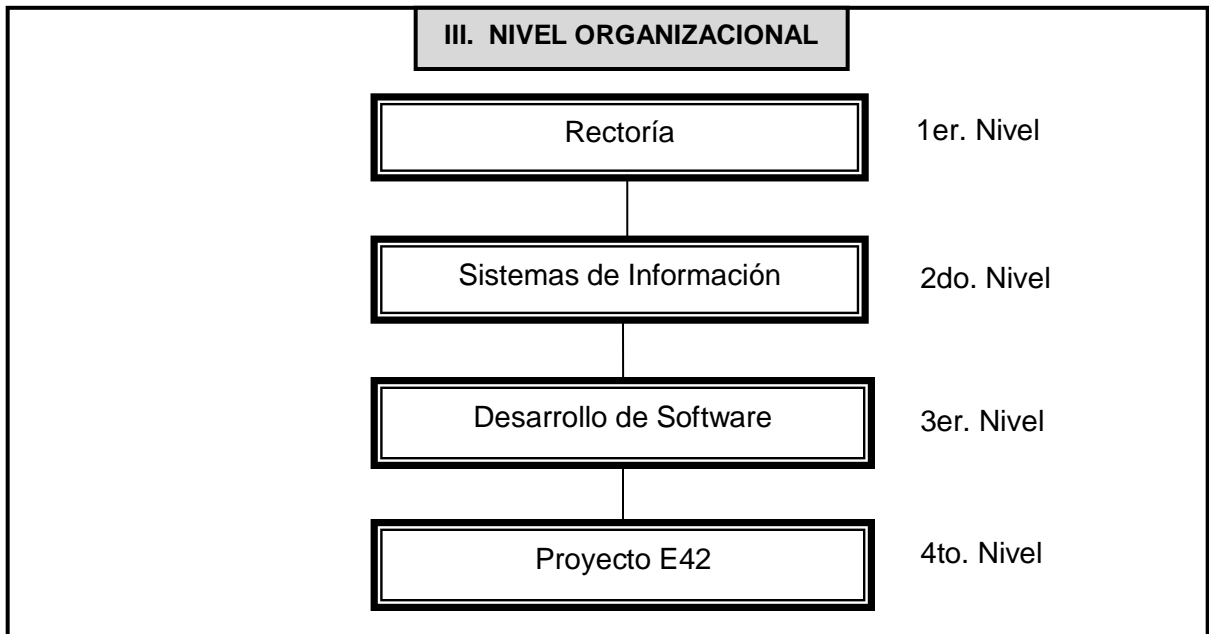 III. NIVEL ORGANIZACIONAL
Rectoría
1er. Nivel
Sistemas de Información
2do. Nivel
Desarrollo de Software
3er. Nivel
Proyecto E42
4to. Nivel